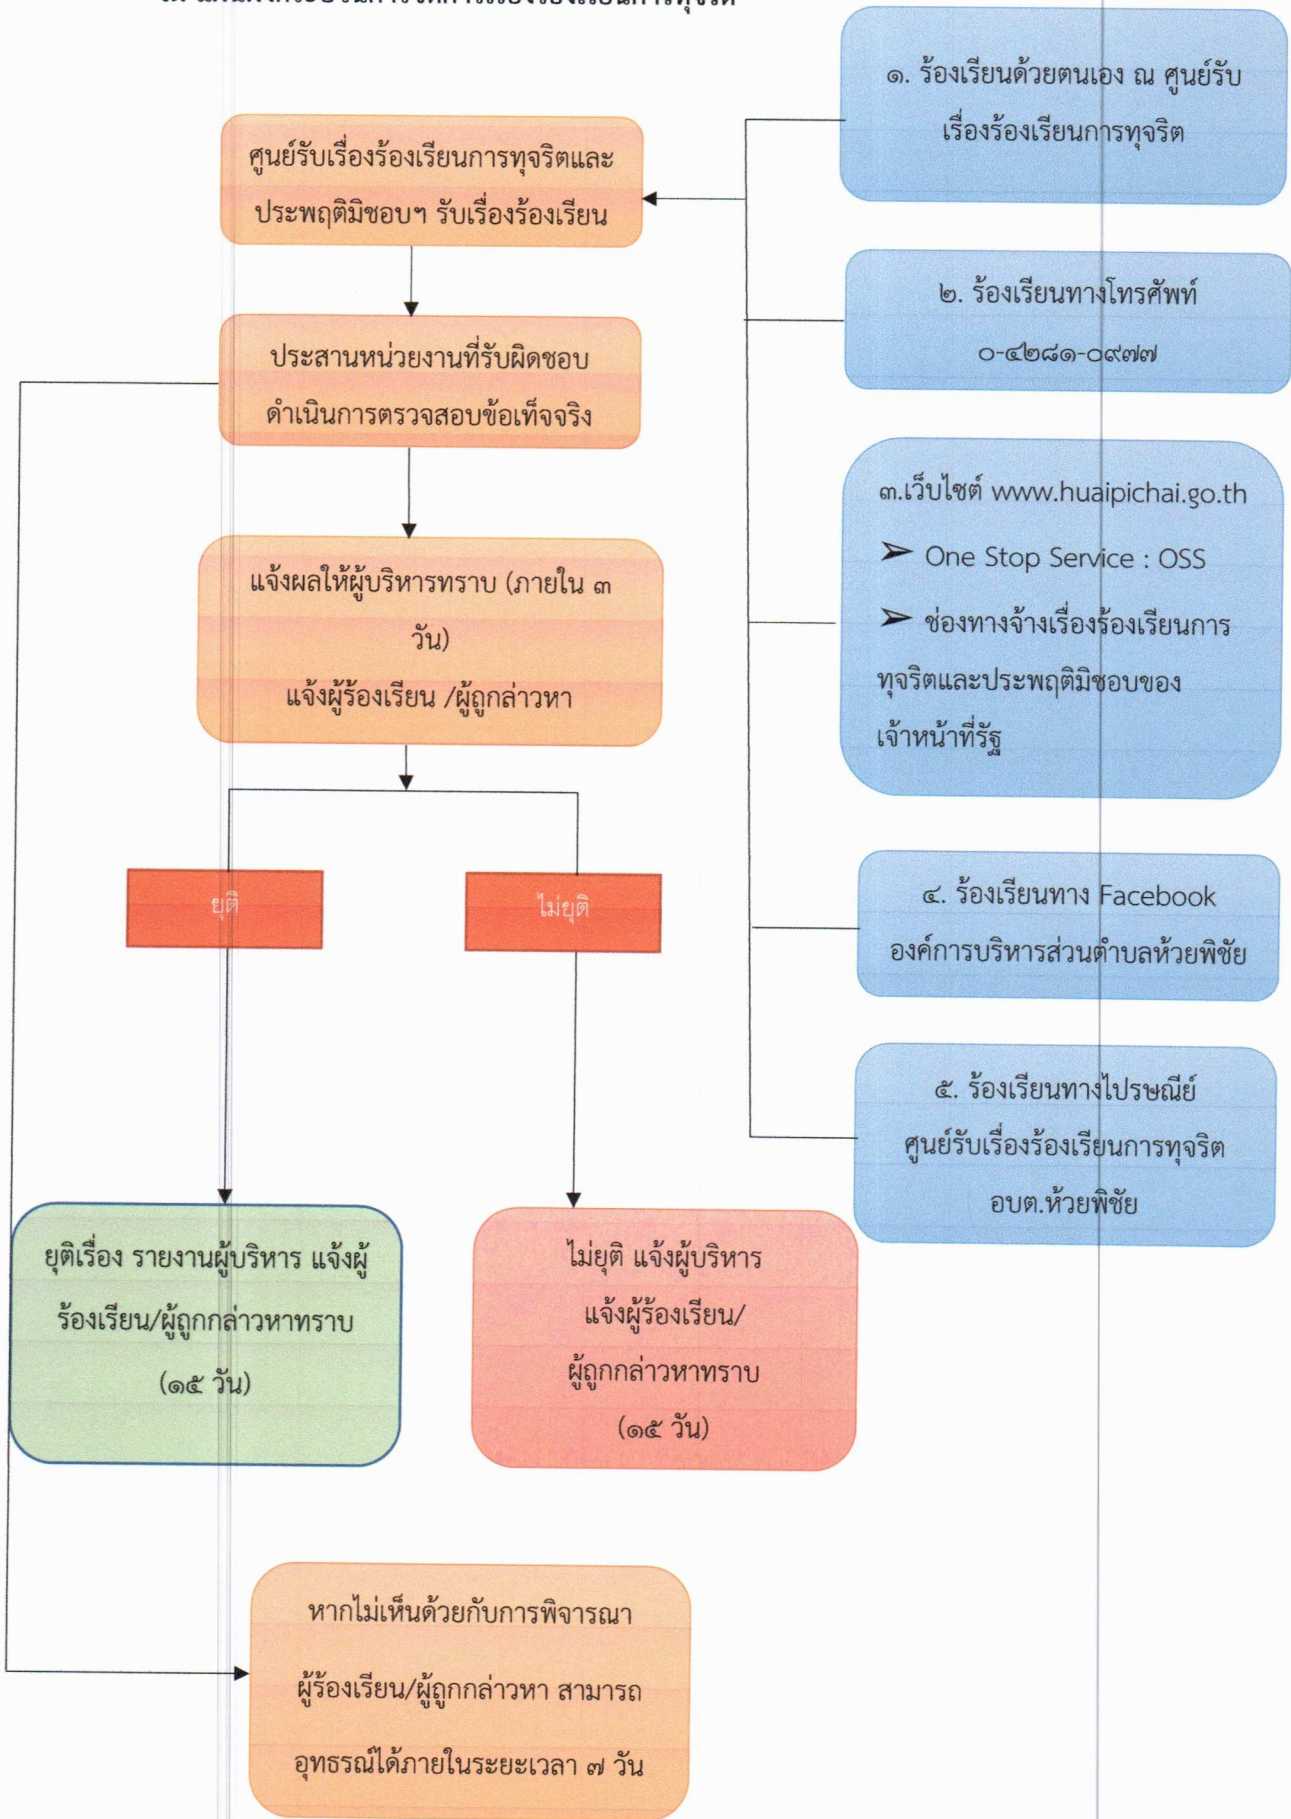 ๑. ร้องเรียนด้วยตนเอง ณ ศูนย์รับ
เรื่องร้องเรียนการทุจริต
ศูนย์รับเรื่องร้องเรียนการทุจริตและ
ประพฤติมิชอบฯ รับเรื่องร้องเรียน
๒. ร้องเรียนทางโทรศัพท์
๐-๔๒๘๑-๐๙๗๗
ประสานหน่วยงานที่รับผิดชอบ
ดำเนินการตรวจสอบข้อเท็จจริง
๓.เว็บไซต์ www.huaipichai.go.th
➢ One Stop Service : OSS
➢ ช่องทางจ้างเรื่องร้องเรียนการ
ทุจริตและประพฤติมิชอบของ
เจ้าหน้าที่รัฐ
แจ้งผลให้ผู้บริหารทราบ (ภายใน ๓
วัน)
แจ้งผู้ร้องเรียน /ผู้ถูกล่าวหา
ยุติ
ไม่ยุติ
๔. ร้องเรียนทาง Facebook
องค์การบริหารส่วนตำบลห้วยพิชัย
๕. ร้องเรียนทางไปรษณีย์
ศูนย์รับเรื่องร้องเรียนการทุจริต
อบต.ห้วยพิชัย
ยุติเรื่อง รายงานผู้บริหาร แจ้งผู้
ร้องเรียน/ผู้ถูกกล่าวหาทราบ
(๑๕ วัน)
ไม่ยุติ แจ้งผู้บริหาร
แจ้งผู้ร้องเรียน/
ผู้ถูกกล่าวหาทราบ
(๑๕ วัน)
หากไม่เห็นด้วยกับการพิจารณา
ผู้ร้องเรียน/ผู้ถูกกล่าวหา สามารถ
อุทธรณ์ได้ภายในระยะเวลา ๗ วัน